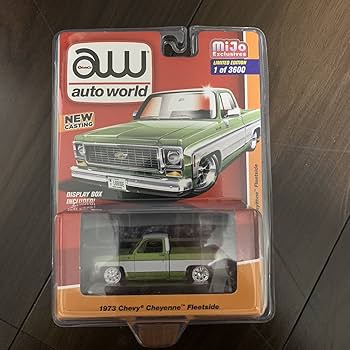 aw
auto world
MiJo
Exclusives
LIMITED EDITION
1 of 3600
NEW
CASTING
DISPLAY BOX
INCLUDED!
1973 Chevy® Cheyenne™ Fleetside